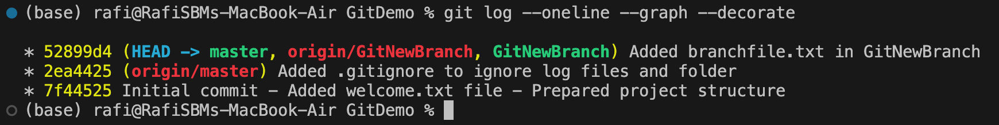 (base) rafi@RafiSBMs-MacBook-Air GitDemo % git log --oneline --graph --decorate
* 52899d4 (HEAD -> master, origin/GitNewBranch, GitNewBranch) Added branchfile.txt in GitNewBranch
* 2ea4425 (origin/master) Added .gitignore to ignore log files and folder
* 7f44525 Initial commit - Added welcome.txt file - Prepared project structure
(base) rafi@RafiSBMs-MacBook-Air GitDemo %